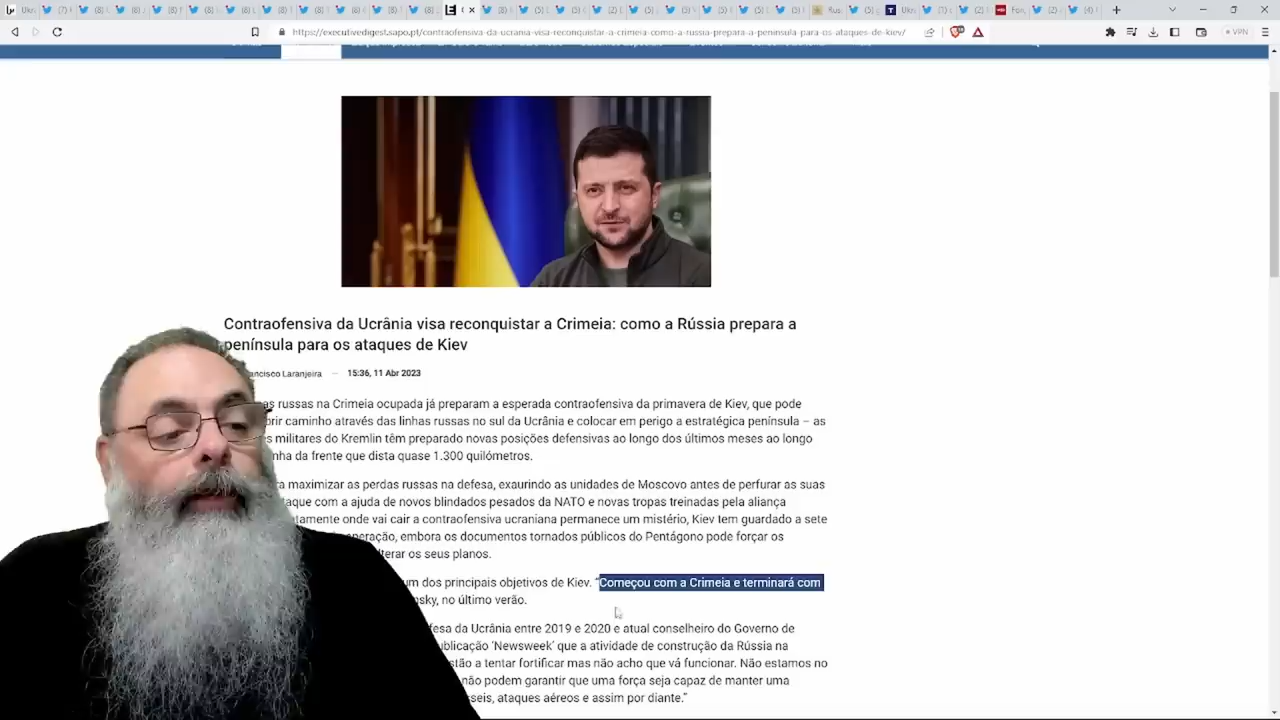 https://executivedigest.sapo.pt/contraofensiva-da-ucrania-visa-reconquistar-a-crimeia-como-a-russia-prepara-a-peninsula-para-os-ataques-de-kiev/
VPN
Contraofensiva da Ucrânia visa reconquistar a Crimeia: como a Rússia prepara a
península para os ataques de Kiev
ancisco Laranjeira — 15:36, 11 Abr 2023
as russas na Crimeia ocupada já preparam a esperada contraofensiva da primavera de Kiev, que pode
rir caminho através das linhas russas no sul da Ucrânia e colocar em perigo a estratégica península – as
s militares do Kremlin têm preparado novas posições defensivas ao longo dos últimos meses ao longo
nha da frente que dista quase 1.300 quilómetros.
ra maximizar as perdas russas na defesa, exaurindo as unidades de Moscovo antes de perfurar as suas
taque com a ajuda de novos blindados pesados da NATO e novas tropas treinadas pela aliança
tamente onde vai cair a contraofensiva ucraniana permanece um mistério, Kiev tem guardado a sete
peração, embora os documentos tornados públicos do Pentágono pode forçar os
lterar os seus planos.
um dos principais objetivos de Kiev. “Começou com a Crimeia e terminará com
nsky, no último verão.
fesa da Ucrânia entre 2019 e 2020 e atual conselheiro do Governo de
ublicação ‘Newsweek’ que a atividade de construção da Rússia na
stão a tentar fortificar mas não acho que vá funcionar. Não estamos no
não podem garantir que uma força seja capaz de manter uma
sseis, ataques aéreos e assim por diante.”